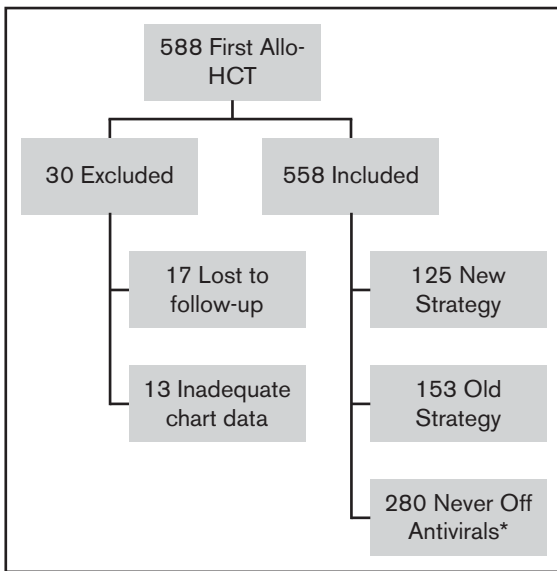 588 First Allo-
HCT
30 Excluded
558 Included
17 Lost to
follow-up
13 Inadequate
chart data
125 New
Strategy
153 Old
Strategy
280 Never Off
Antivirals*